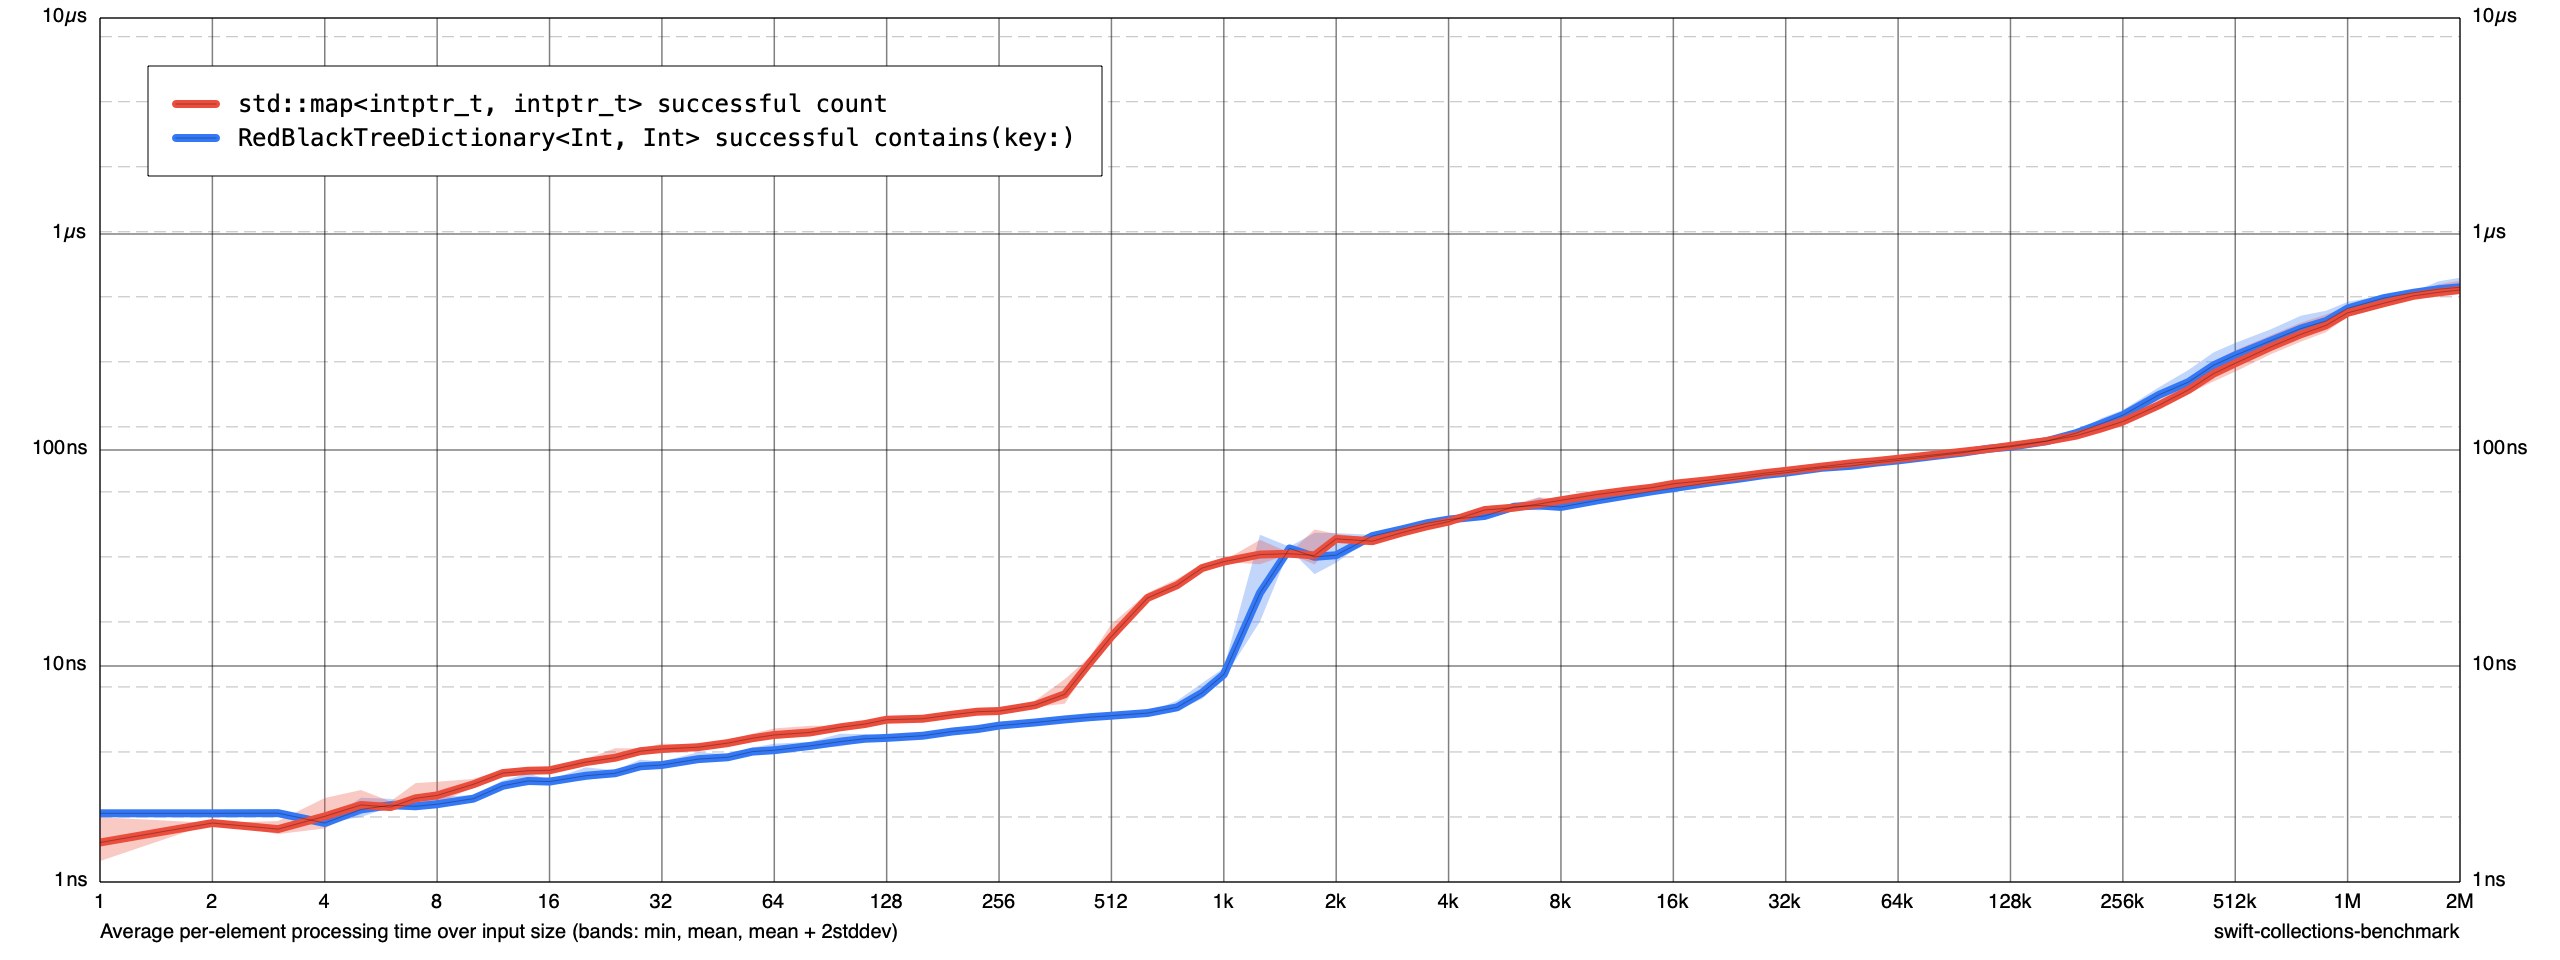 10µs 10µs
std::map<intptr_t, intptr_t> successful count
RedBlackTreeDictionary<Int, Int> successful contains(key:)
1µs 1µs
100ns 100ns
10ns 10ns
1ns 1ns
1 2 4 8 16 32 64 128 256 512 1k 2k 4k 8k 16k 32k 64k 128k 256k 512k 1M 2M
Average per-element processing time over input size (bands: min, mean, mean + 2stddev) swift-collections-benchmark